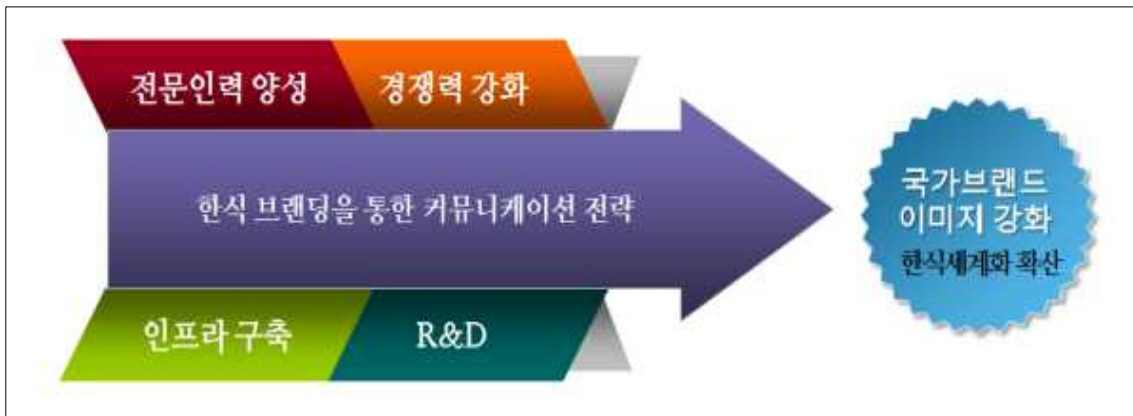 전문인력 양성
경쟁력 강화
한식 브랜딩을 통한 커뮤니케이션 전략
인프라 구축
R&D
국가브랜드
이미지 강화
한식세계화 확산